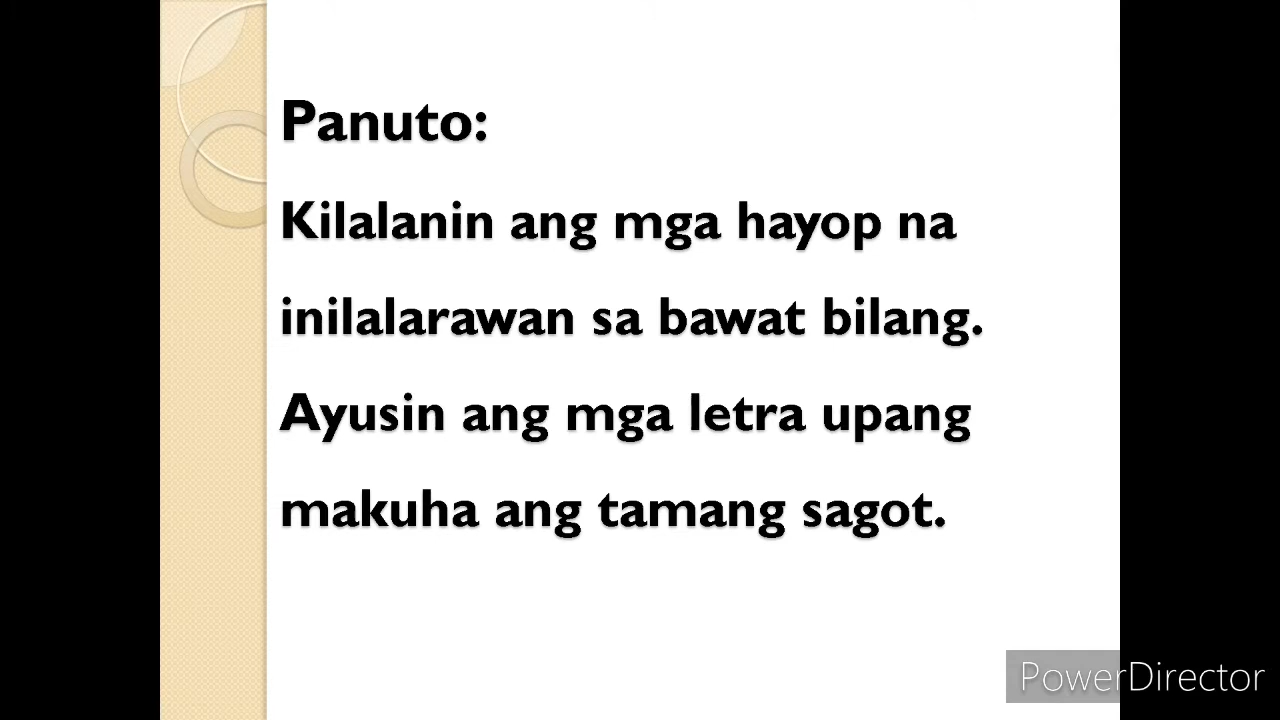 Panuto:
Kilalanin ang mga hayop na
inilalarawan sa bawat bilang.
Ayusin ang mga letra upang
makuha ang tamang sagot.
PowerDirector